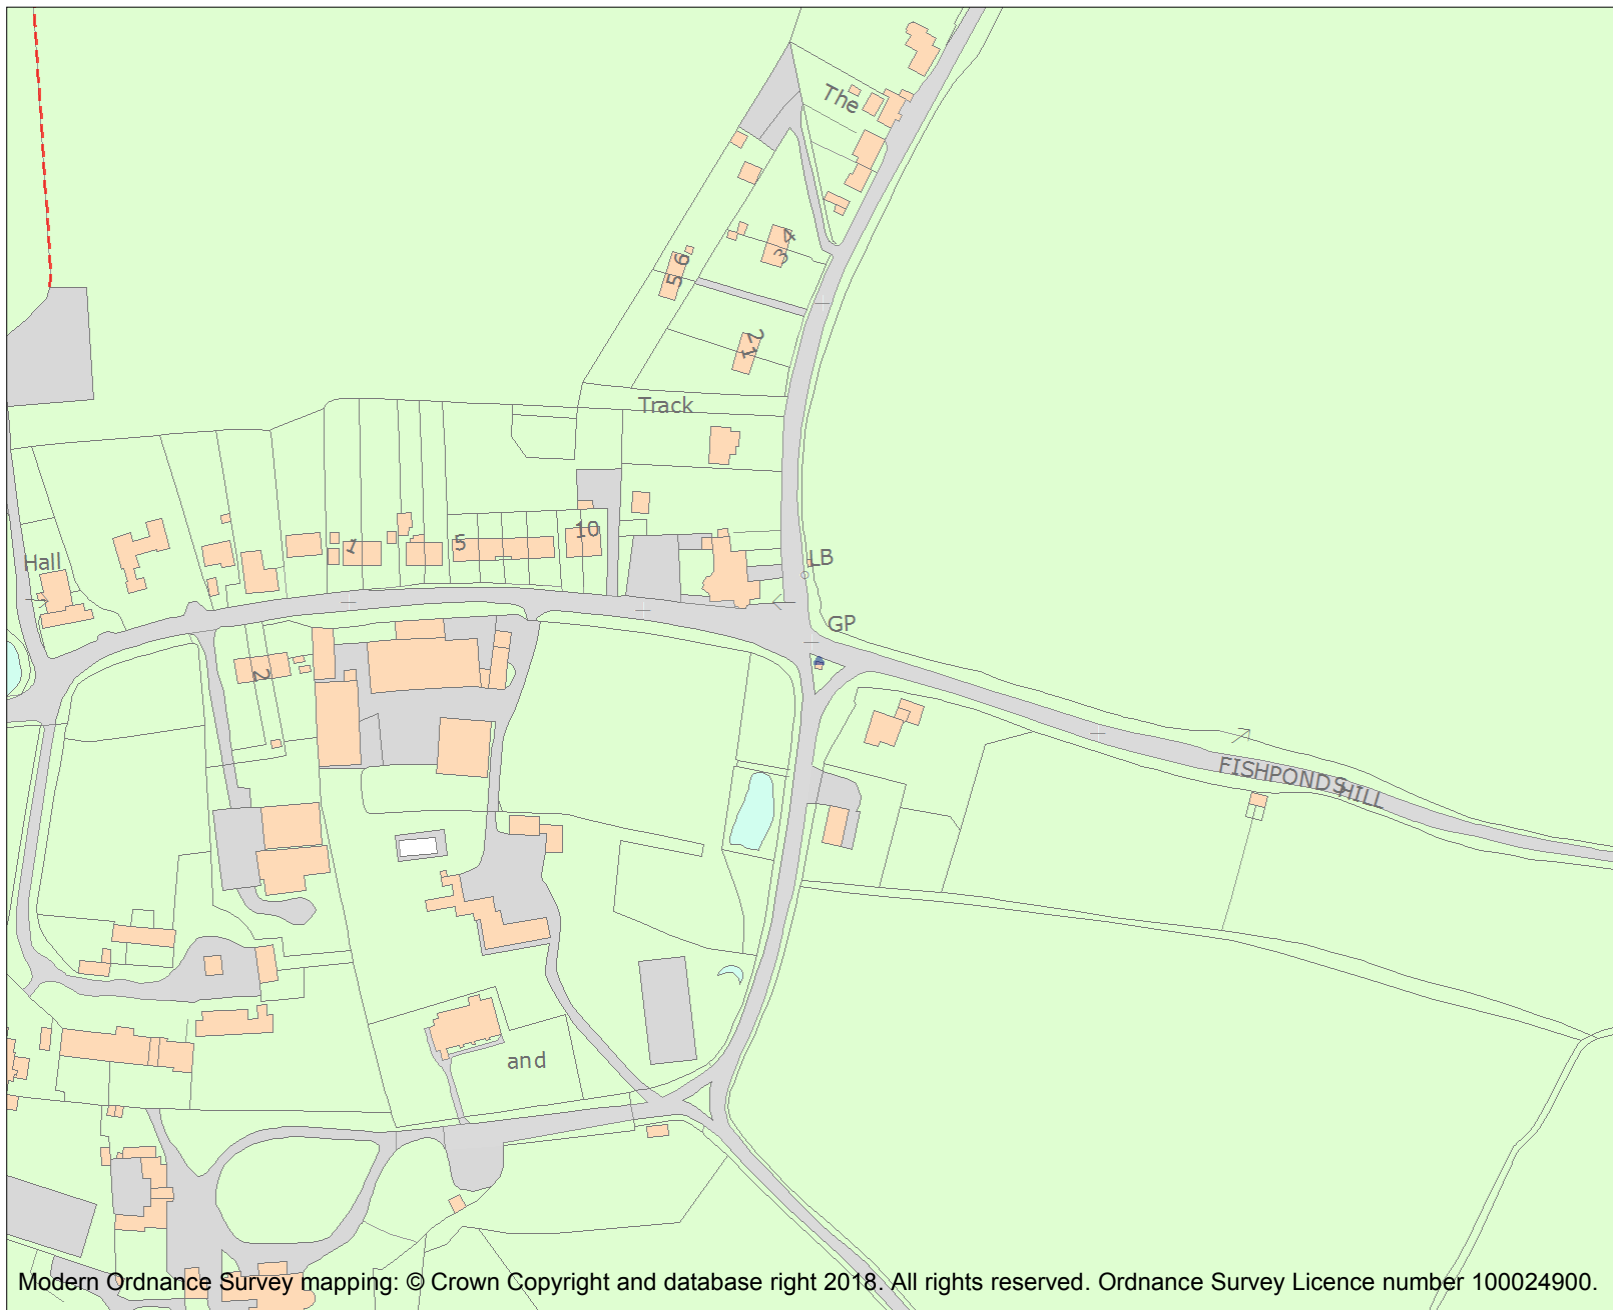 The
4
3
6
5
2
1
Track
10
5
1
Hall
LB
GP
2
FISHPONDS HILL
and
Modern Ordnance Survey mapping: © Crown Copyright and database right 2018. All rights reserved. Ordnance Survey Licence number 100024900.